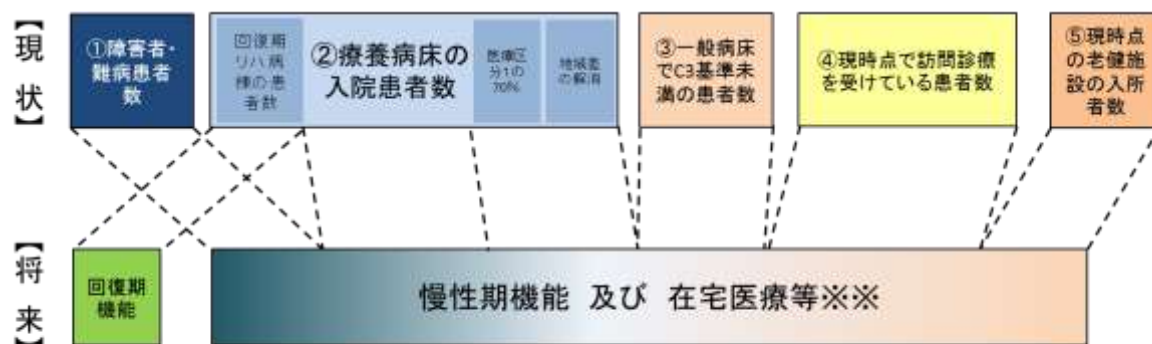 【現状】
①障害者・
難病患者
数
回復期
リハ病
棟の患
者数
②療養病床の
入院患者数
医療区
分1の
70%
地域差
の解消
③一般病床
でC3基準未
満の患者数
④現時点で訪問診療
を受けている患者数
⑤現時点
の老健施
設の入所
者数
【将来】
回復期
機能
慢性期機能 及び 在宅医療等※※